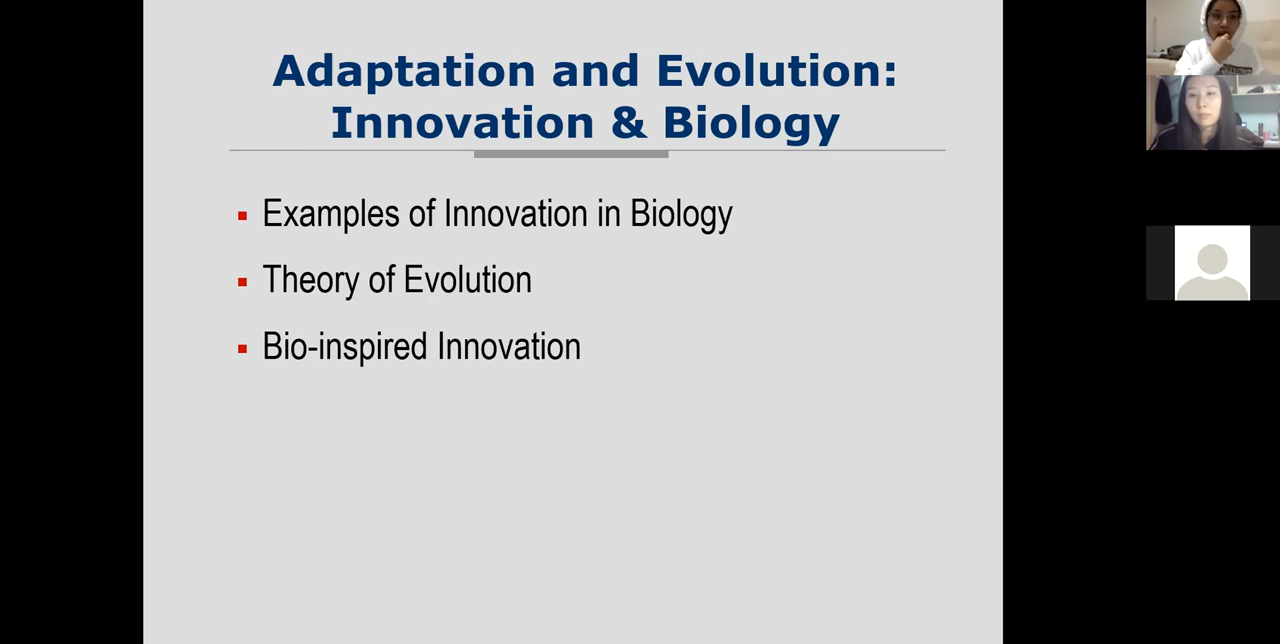 Adaptation and Evolution:
Innovation & Biology
Examples of Innovation in Biology
Theory of Evolution
Bio-inspired Innovation